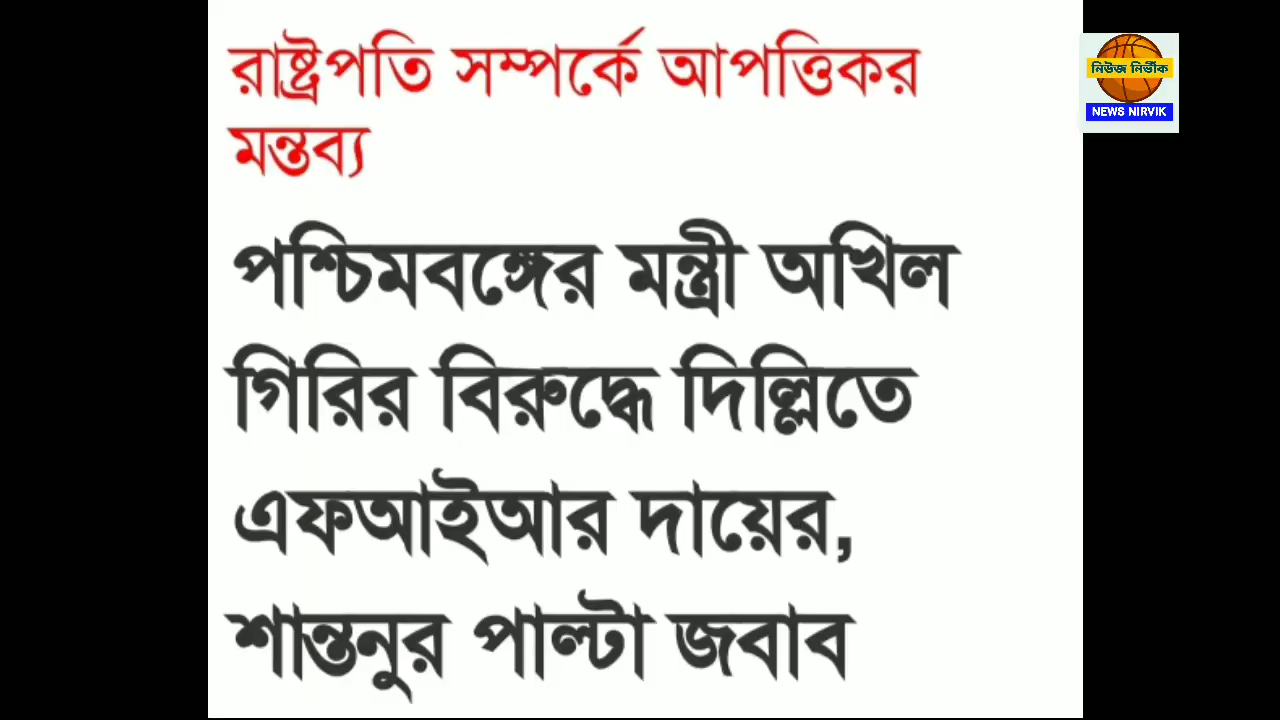 রাষ্ট্রপতি সম্পর্কে আপত্তিকর
মন্তব্য
পশ্চিমবঙ্গের মন্ত্রী অখিল
গিরির বিরুদ্ধে দিল্লিতে
এফআইআর দায়ের,
শান্তনুর পাল্টা জবাব
নিউজ নির্ভীক
NEWS NIRVIK